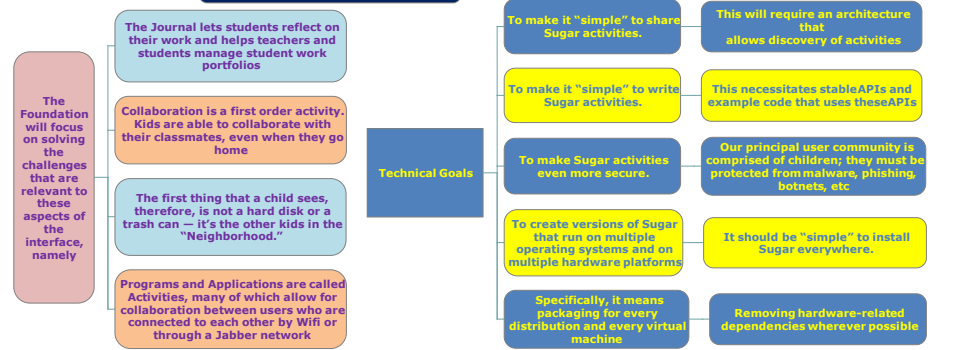 The
Foundation
will focus
on solving
the
challenges
that are
relevant to
these
aspects of
the
interface,
namely
The Journal lets students reflect on
their work and helps teachers and
students manage student work
portfolios
Collaboration is a first order activity.
Kids are able to collaborate with
their classmates, even when they go
home
The first thing that a child sees,
therefore, is not a hard disk or a
trash can — it’s the other kids in the
“Neighborhood.”
Programs and Applications are called
Activities, many of which allow for
collaboration between users who are
connected to each other by Wifi or
through a Jabber network
Technical Goals
To make it “simple” to share
Sugar activities.
This will require an architecture
that
allows discovery of activities
To make it “simple” to write
Sugar activities.
This necessitates stableAPIs and
example code that uses theseAPIs
To make Sugar activities
even more secure.
Our principal user community is
comprised of children; they must be
protected frommalware, phishing,
botnets, etc
To create versions of Sugar
that run on multiple
operating systems and on
multiple hardware platforms
It should be “simple” to install
Sugar everywhere.
Specifically, it means
packaging for every
distribution and every virtual
machine
Removing hardware-related
dependencies wherever possible